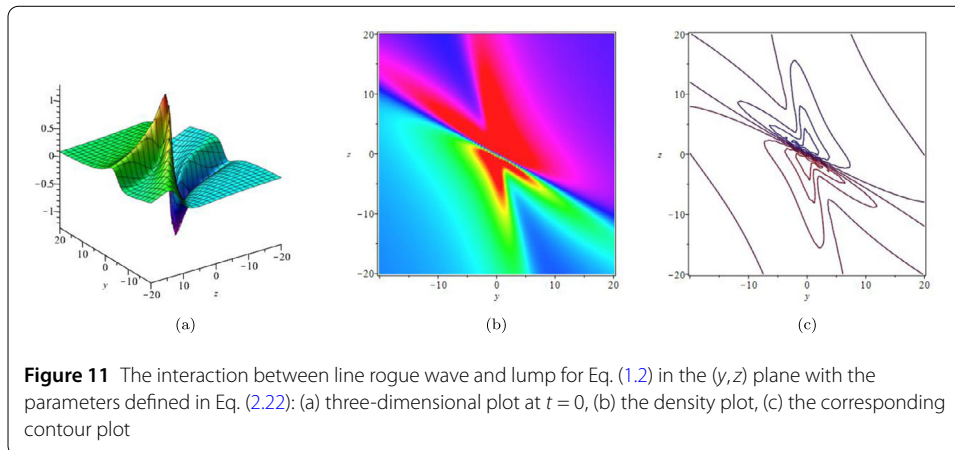 1
0.5
0
−0.5
−1
20
10
0
−10
−20
y
20
10
0
−10
−20
z
(a)
20
10
z 0
−10
−20
−10 0 10 20
y
(b)
20
10
z 0
−10
−20
−10 0 10 20
y
(c)
Figure 11 The interaction between line rogue wave and lump for Eq. (1.2) in the (y,z) plane with the
parameters defined in Eq. (2.22): (a) three-dimensional plot at t = 0, (b) the density plot, (c) the corresponding
contour plot